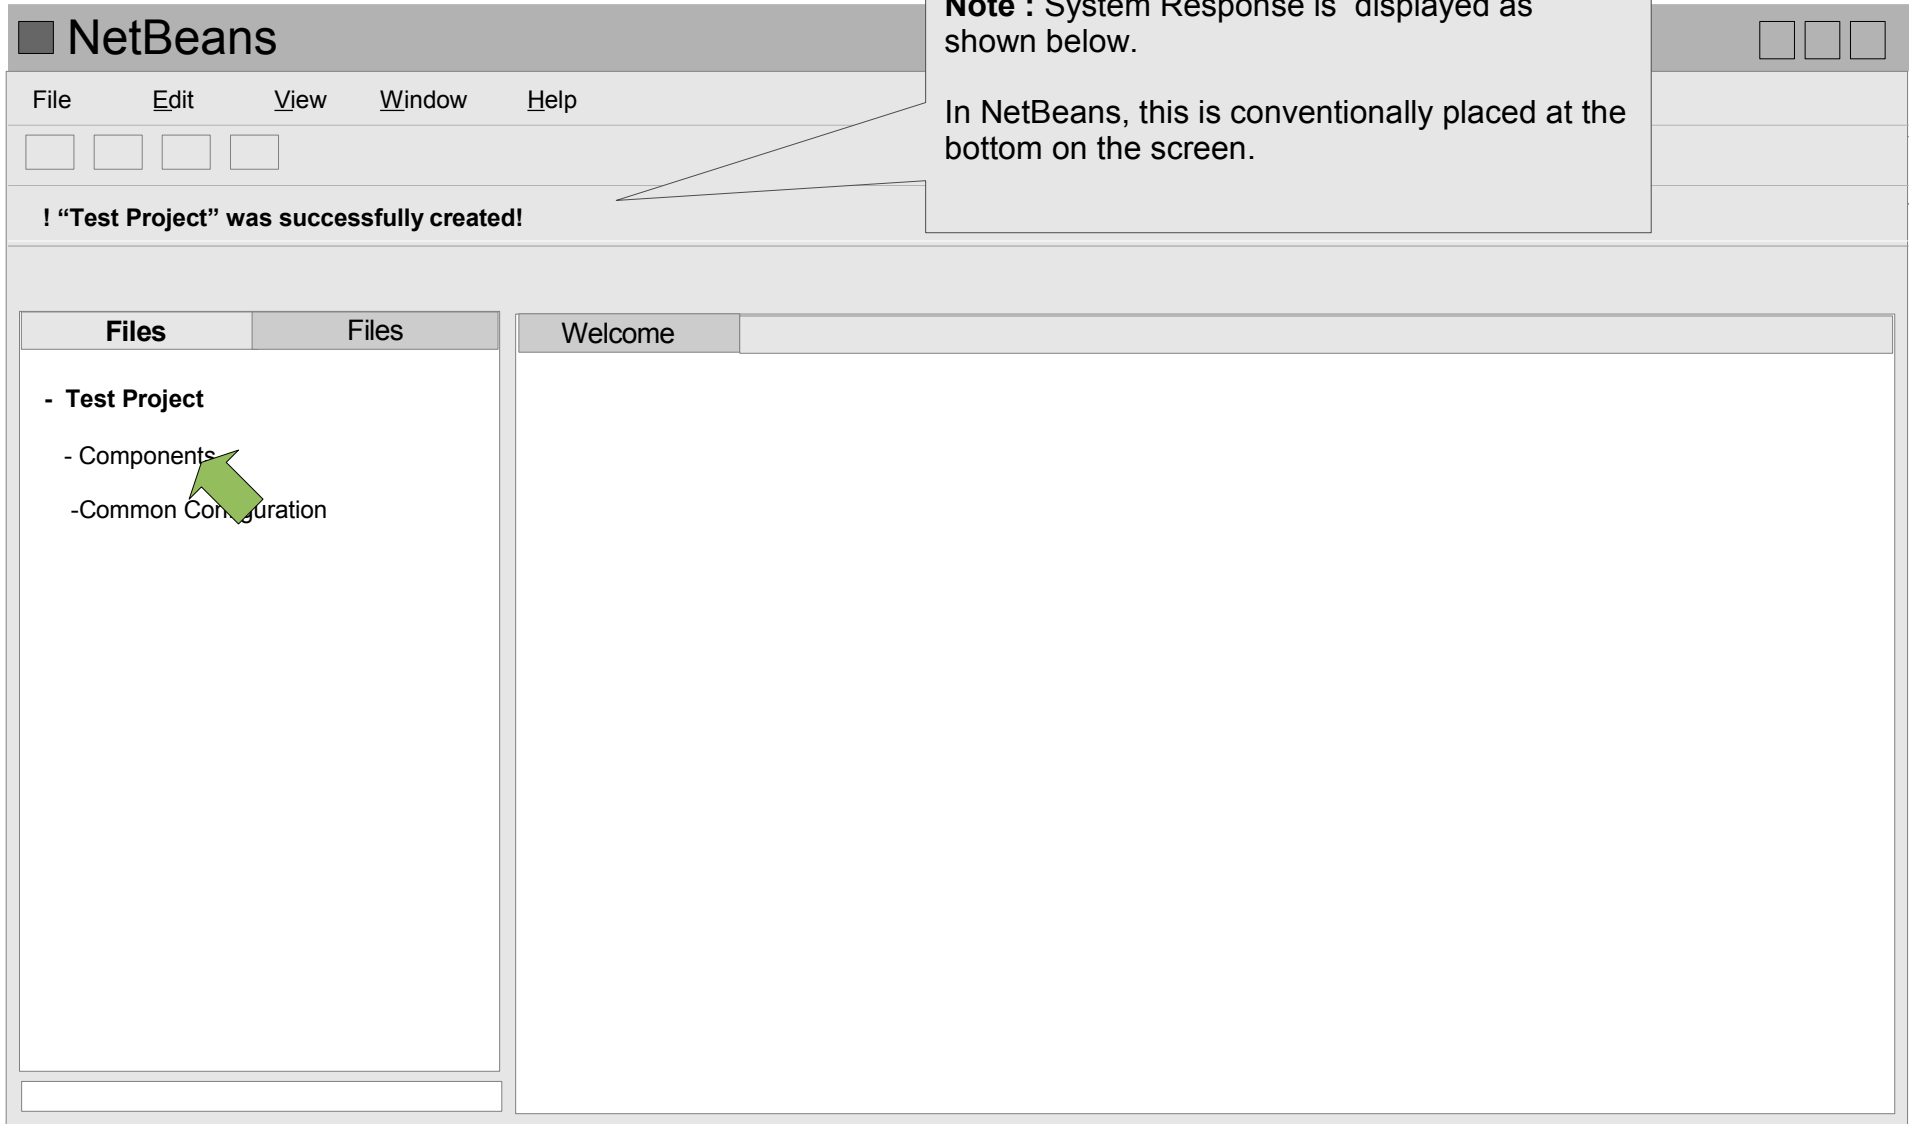 NetBeans
Note : System Response is displayed as
shown below.
In NetBeans, this is conventionally placed at the
bottom on the screen.
File Edit View Window Help
! “Test Project” was successfully created!
Files Files
Welcome
- Test Project
- Components
-Common Configuration